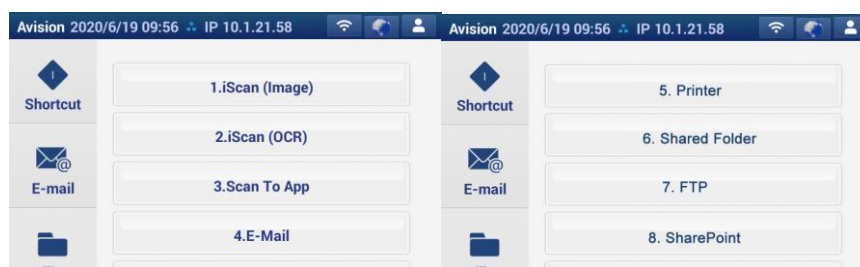 Avision 2020/6/19 09:56 IP 10.1.21.58
Shortcut
E-mail
1.iScan (Image)
2.iScan (OCR)
3.Scan To App
4.E-Mail
Avision 2020/6/19 09:56 IP 10.1.21.58
Shortcut
E-mail
5. Printer
6. Shared Folder
7. FTP
8. SharePoint